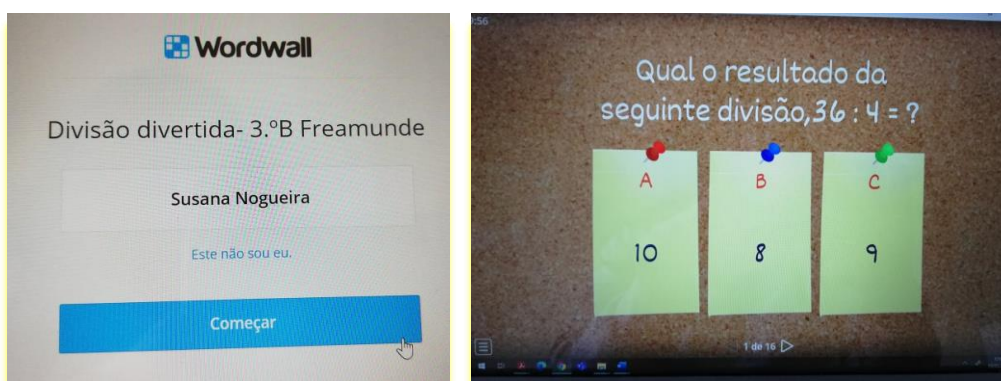 Wordwall
Divisão divertida- 3.ºB Freamunde
Susana Nogueira
Este não sou eu.
Começar
:56
Qual o resultado da
seguinte divisão,36 : 4 = ?
A
B
C
10
8
9
1 de 16